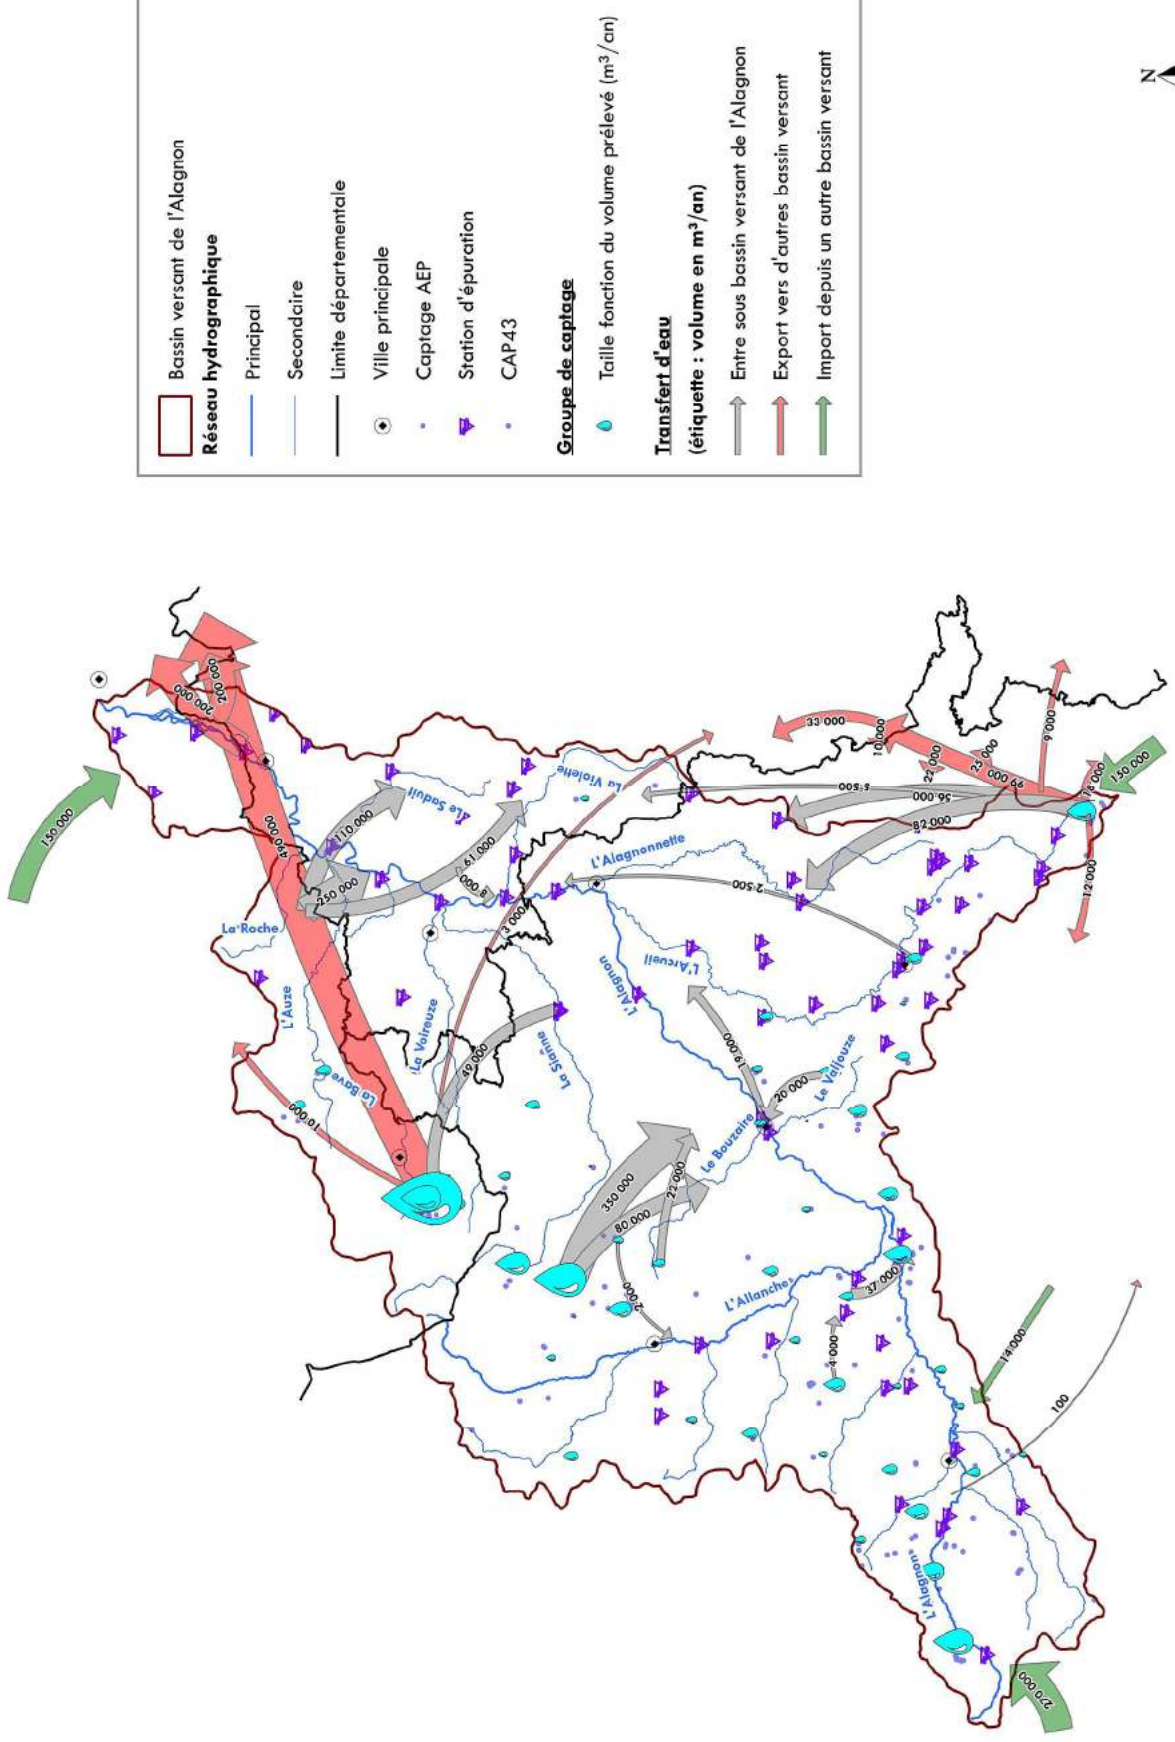 Bassin versant de l'Alagnon
Réseau hydrographique
Principal
Secondaire
Limite départementale
Ville principale
Captage AEP
Station d'épuration
CAP43
Groupe de captage
Taille fonction du volume prélevé (m³/an)
Transfert d'eau
(étiquette : volume en m³/an)
Entre sous bassin versant de l'Alagnon
Export vers d'autres bassin versant
Import depuis un autre bassin versant
N
150 000
200 000
200 000
490 000
110 000
250 000
Le Saduit
61 000
8 000
La Violette
La Roche
L'Auze
La Bave
10 000
La Voireuze
3 000
49 000
La Sianne
L'Alagnonnette
2 500
L'Alagnon
L'Arcueil
19 000
20 000
Le Valjouze
Le Bouzaire
350 000
80 000
22 000
2 000
L'Allanche
37 000
4 000
14 000
100
L'Alagnon
270 000
33 000
10 000
22 000
25 000
99 000
5 500
56 000
82 000
9 000
150 000
12 000